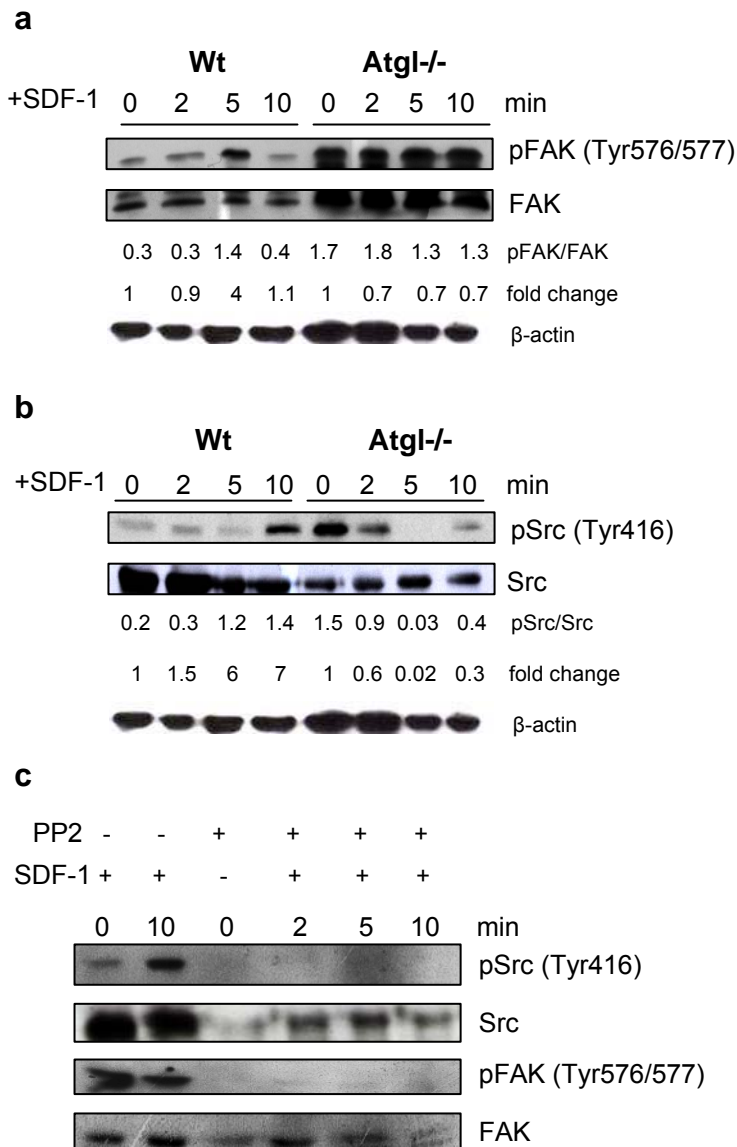 a
Wt Atgl-/-
+SDF-1 0 2 5 10 0 2 5 10 min
pFAK (Tyr576/577)
FAK
0.3 0.3 1.4 0.4 1.7 1.8 1.3 1.3 pFAK/FAK
1 0.9 4 1.1 1 0.7 0.7 0.7 fold change
β-actin
b
Wt Atgl-/-
+SDF-1 0 2 5 10 0 2 5 10 min
pSrc (Tyr416)
Src
0.2 0.3 1.2 1.4 1.5 0.9 0.03 0.4 pSrc/Src
1 1.5 6 7 1 0.6 0.02 0.3 fold change
β-actin
c
PP2 - - + + + +
SDF-1 + + - + + +
0 10 0 2 5 10 min
pSrc (Tyr416)
Src
pFAK (Tyr576/577)
FAK